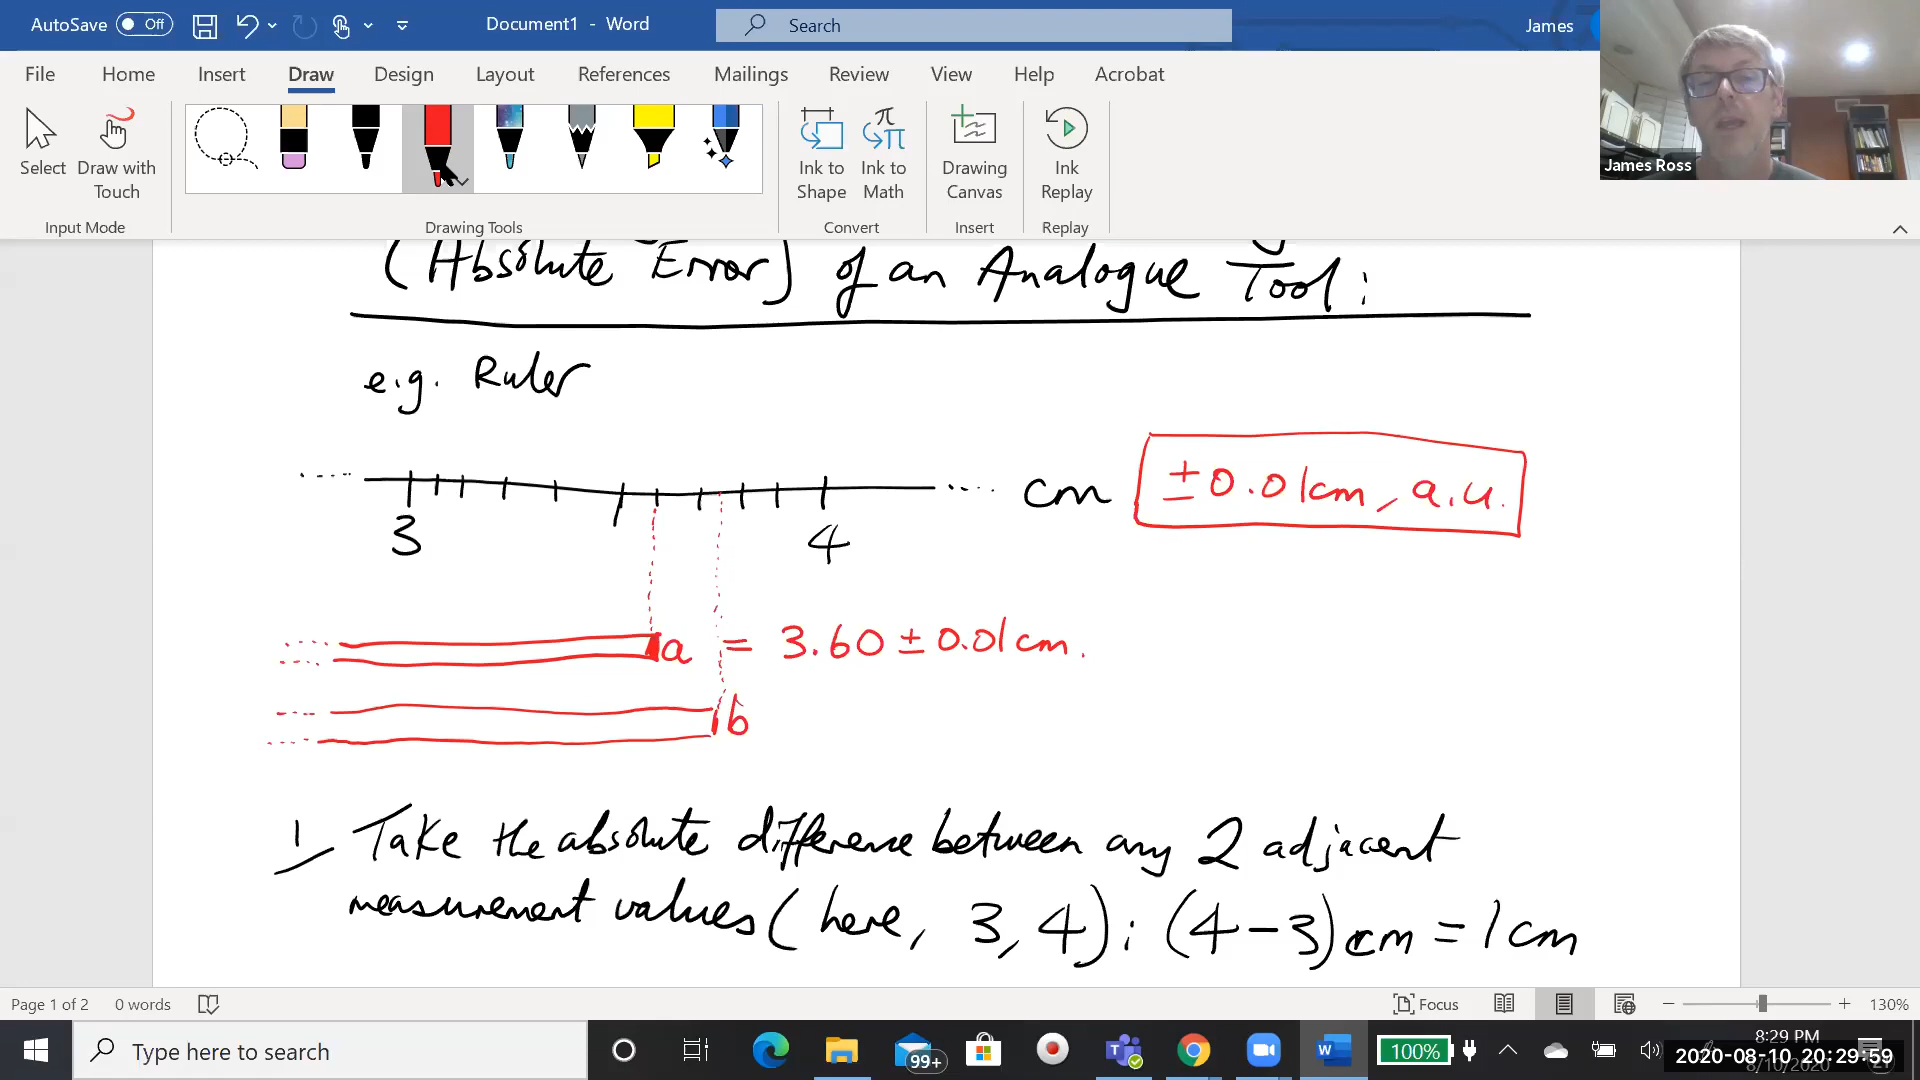 AutoSave Off Document1 - Word Search James
File Home Insert Draw Design Layout References Mailings Review View Help Acrobat
Select Draw with Touch Ink to Shape Ink to Math Drawing Canvas Ink Replay
Input Mode Drawing Tools Convert Insert Replay
James Ross
(Absolute Error) of an Analogue Tool:
e.g. Ruler
cm ±0.01cm, a.u.
3 4
a = 3.60 ± 0.01cm.
b
1 Take the absolute difference between any 2 adjacent
measurement values (here, 3, 4): (4-3)cm = 1cm
Page 1 of 2 0 words Focus 130%
Type here to search 99+ 100% 8:29 PM
2020-08-10 20:29:59
8/10/2020